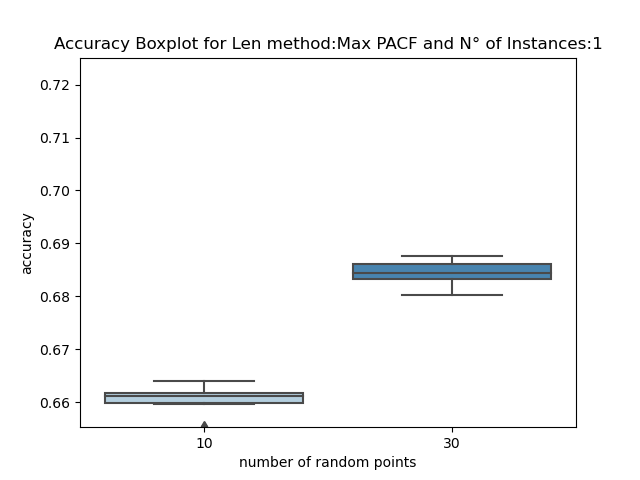 Accuracy Boxplot for Len method:Max PACF and N° of Instances:1
0.72
0.71
0.70
0.69
0.68
0.67
0.66
accuracy
10 30
number of random points